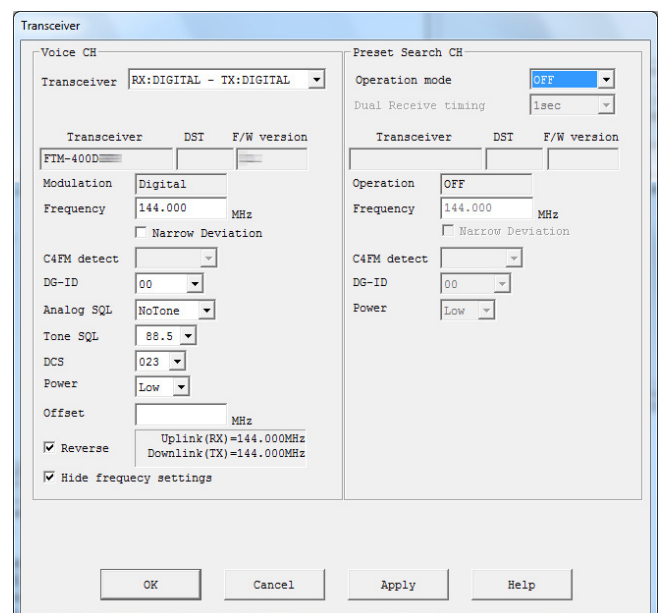 Transceiver
Voice CH
Transceiver RX:DIGITAL - TX:DIGITAL
Transceiver DST F/W version
FTM-400D
Modulation Digital
Frequency 144.000 MHz
Narrow Deviation
C4FM detect
DG-ID 00
Analog SQL NoTone
Tone SQL 88.5
DCS 023
Power Low
Offset MHz
Reverse Uplink(RX)=144.000MHz
Downlink(TX)=144.000MHz
Hide frequecy settings
Preset Search CH
Operation mode OFF
Dual Receive timing 1sec
Transceiver DST F/W version
Operation OFF
Frequency 144.000 MHz
Narrow Deviation
C4FM detect
DG-ID 00
Power Low
OK Cancel Apply Help